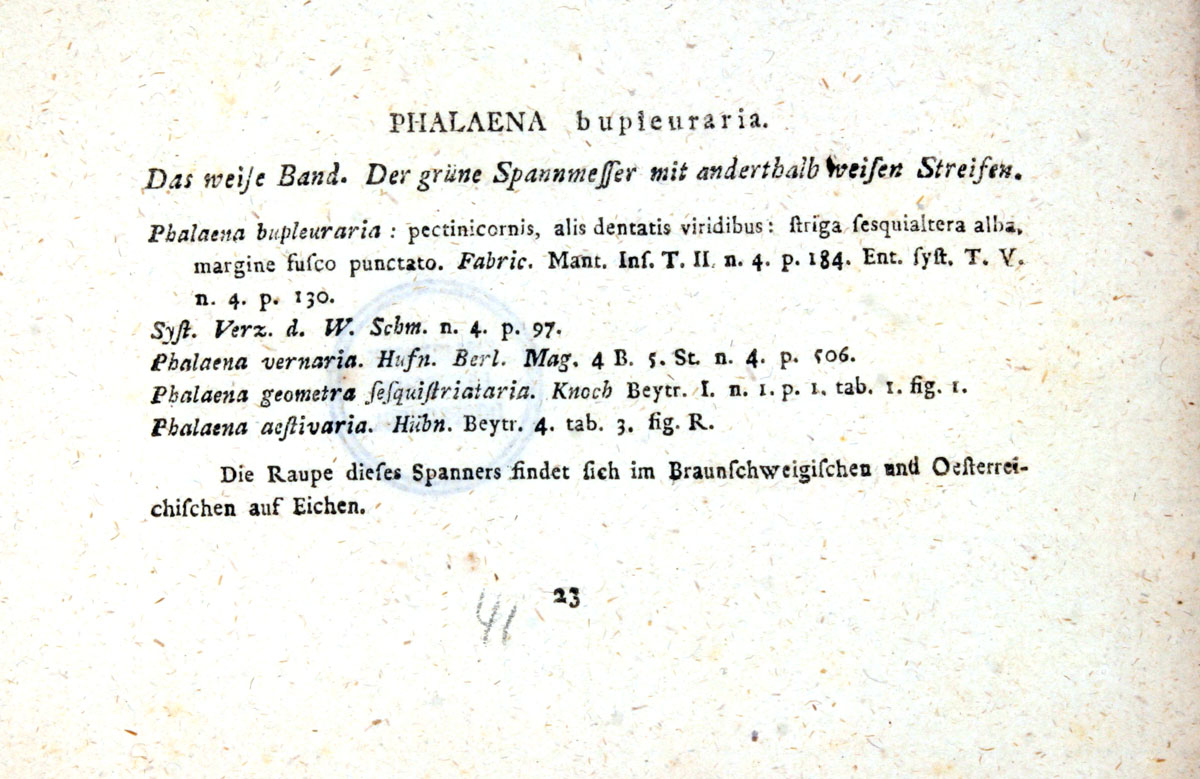 PHALAENA bupleuraria.
Das weiſe Band. Der grüne Spannmeſſer mit anderthalb weiſen Streifen.
Phalaena bupleuraria: pectinicornis, alis dentatis viridibus: ſtriga ſesquialtera alba,
margine fuſco punctato. Fabric. Mant. Inſ. T. II. n. 4. p. 184. Ent. ſyſt. T. V.
n. 4. p. 130.
Syſt. Verz. d. W. Schm. n. 4. p. 97.
Phalaena vernaria. Hufn. Berl. Mag. 4 B. 5. St. n. 4. p. 506.
Phalaena geometra ſeſquiſtriataria. Knoch Beytr. I. n. 1. p. 1. tab. 1. fig. 1.
Phalaena aeſtivaria. Hübn. Beytr. 4. tab. 3. fig. R.
Die Raupe dieſes Spanners findet ſich im Braunſchweigiſchen und Oeſterrei-
chiſchen auf Eichen.
23
41